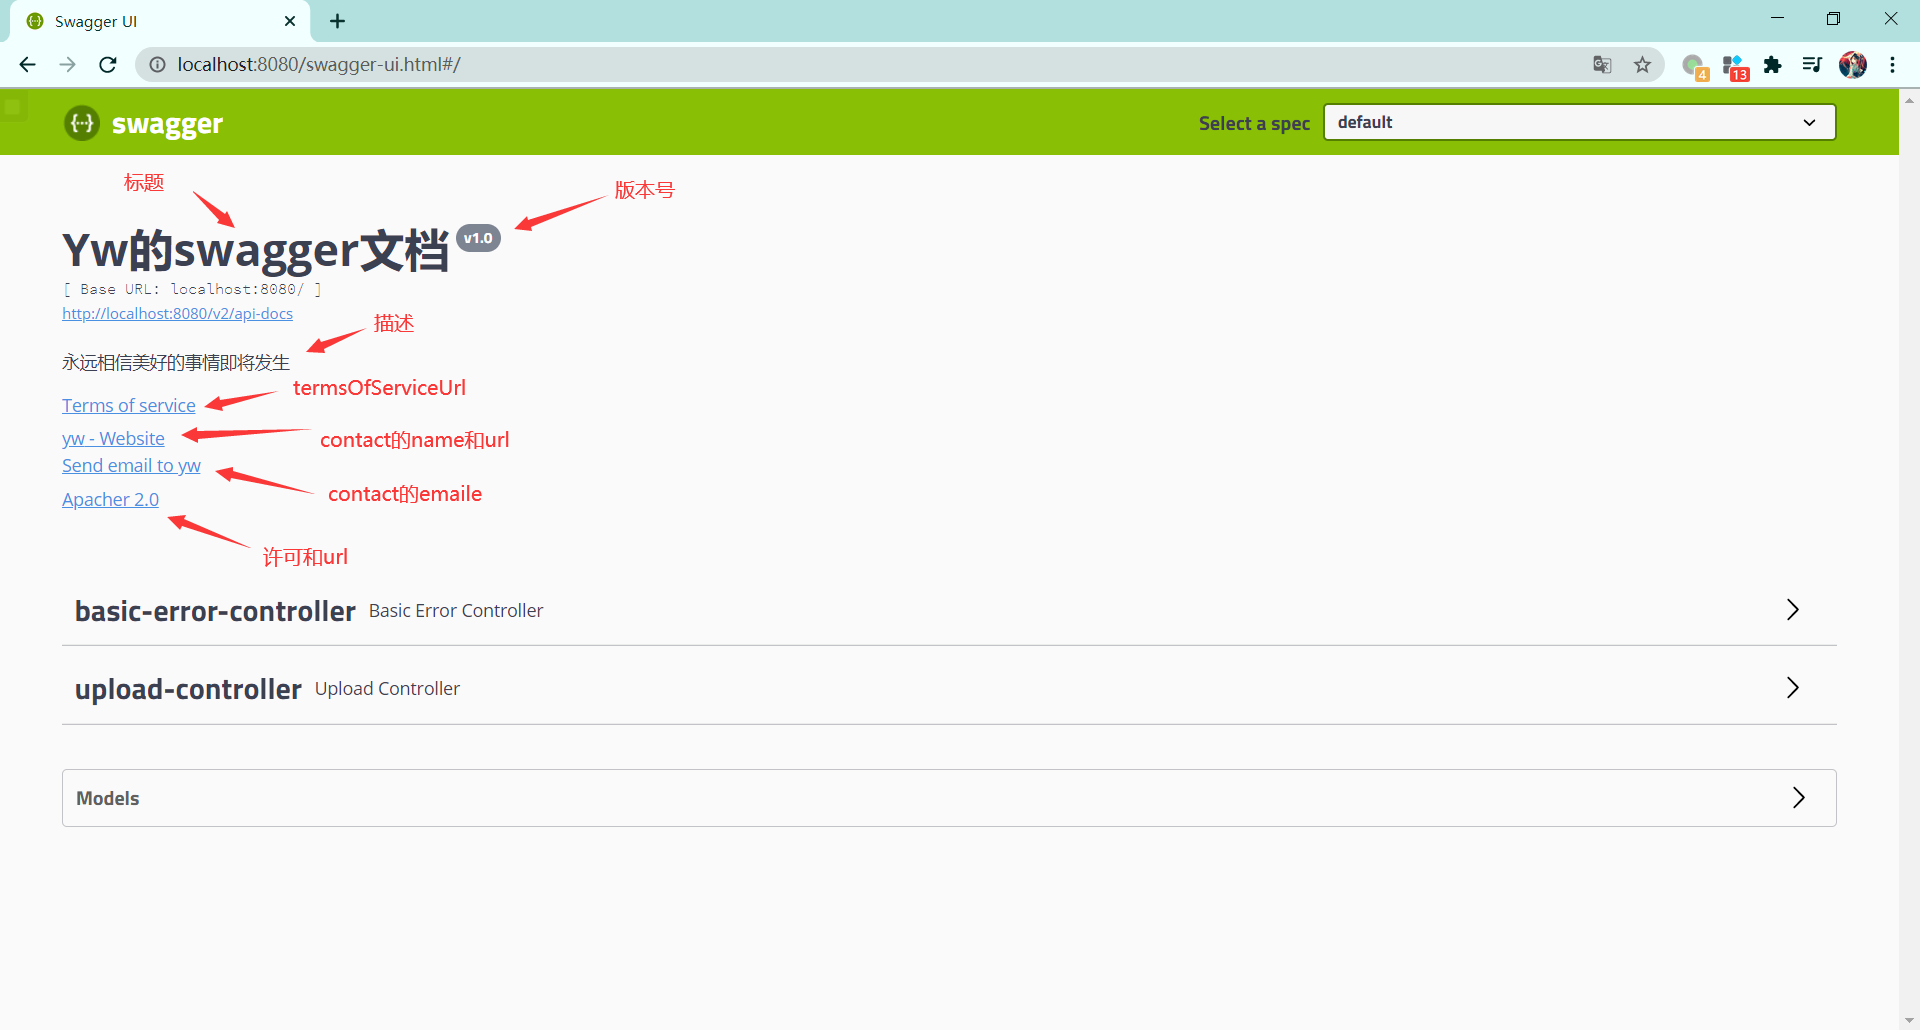 Swagger UI
localhost:8080/swagger-ui.html#/
4
13
swagger
Select a spec
default
标题
版本号
Yw的swagger文档
v1.0
[ Base URL: localhost:8080/ ]
http://localhost:8080/v2/api-docs
描述
永远相信美好的事情即将发生
termsOfServiceUrl
Terms of service
yw - Website
contact的name和url
Send email to yw
contact的emaile
Apacher 2.0
许可和url
basic-error-controller Basic Error Controller
upload-controller Upload Controller
Models